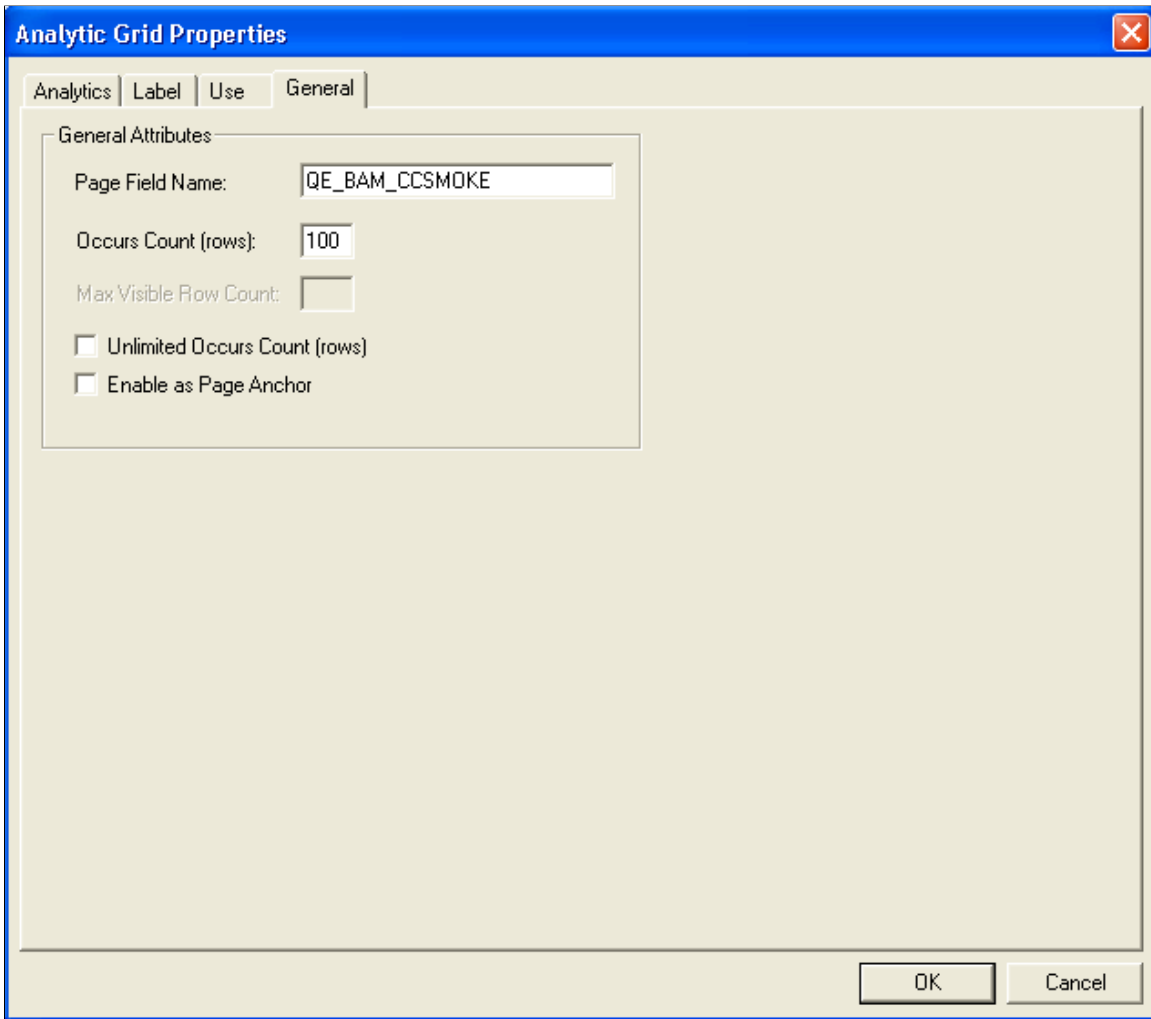 Analytic Grid Properties
Analytics Label Use General
General Attributes
Page Field Name: QE_BAM_CCSMOKE
Occurs Count (rows): 100
Max Visible Row Count:
Unlimited Occurs Count (rows)
Enable as Page Anchor
OK Cancel